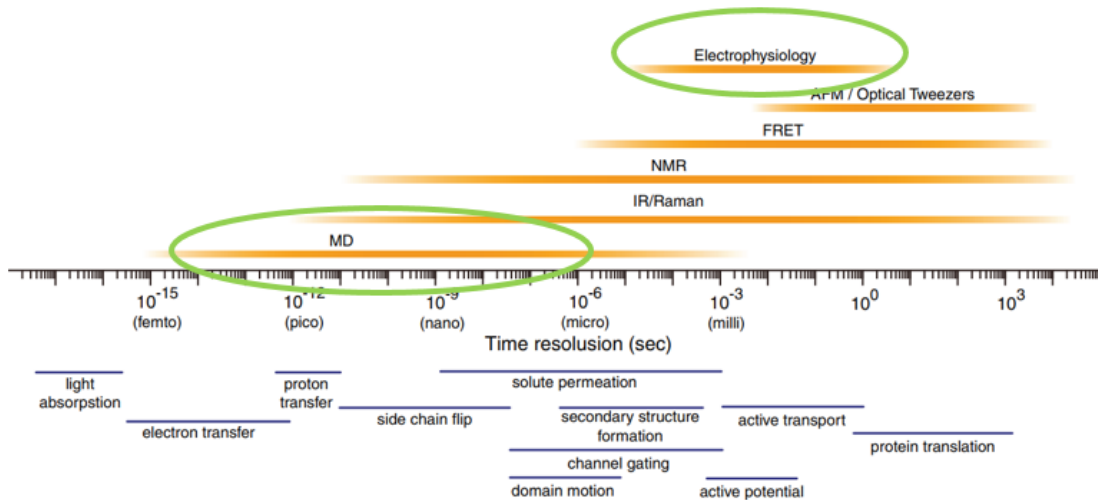 Electrophysiology
AFM / Optical Tweezers
FRET
NMR
IR/Raman
MD
10-15 10-12 10-9 10-6 10-3 100 103
(femto) (pico) (nano) (micro) (milli)
Time resolusion (sec)
light
absorpstion
proton
transfer
solute permeation
electron transfer
side chain flip
secondary structure
formation
active transport
protein translation
channel gating
domain motion
active potential